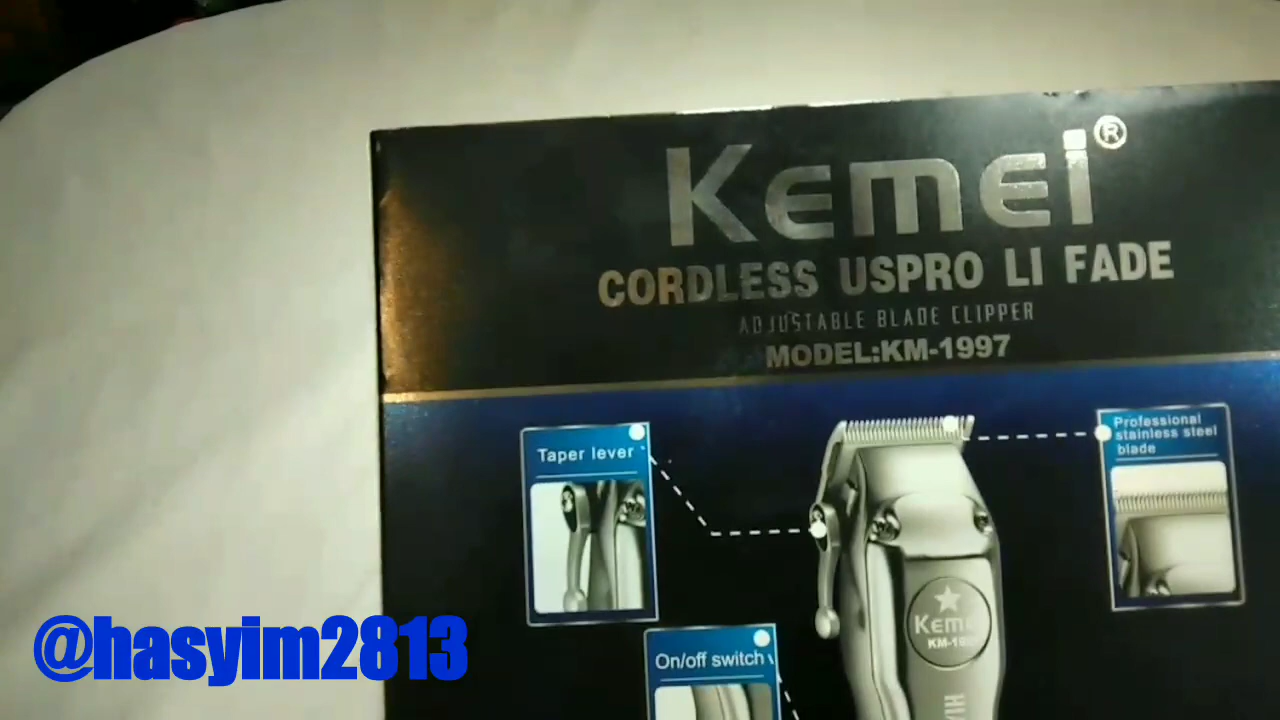 Kemei®
CORDLESS USPRO LI FADE
ADJUSTABLE BLADE CLIPPER
MODEL:KM-1997
Taper lever
Professional
stainless steel
blade
Kemei
On/off switch
@hasyim2813